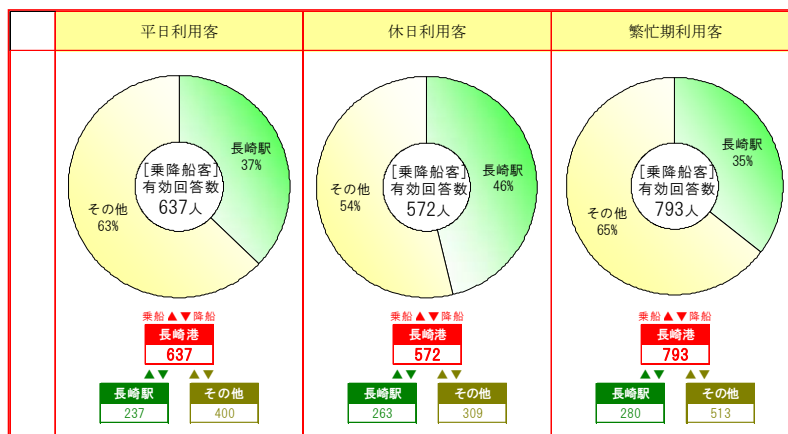 平日利用客
休日利用客
繁忙期利用客
長崎駅
37%
[乗降船客]
有効回答数
637人
その他
63%
乗船▲▼降船
長崎港
637
▲▼
▲▼
長崎駅
その他
237
400
長崎駅
46%
[乗降船客]
有効回答数
572人
その他
54%
乗船▲▼降船
長崎港
572
▲▼
▲▼
長崎駅
その他
263
309
長崎駅
35%
[乗降船客]
有効回答数
793人
その他
65%
乗船▲▼降船
長崎港
793
▲▼
▲▼
長崎駅
その他
280
513